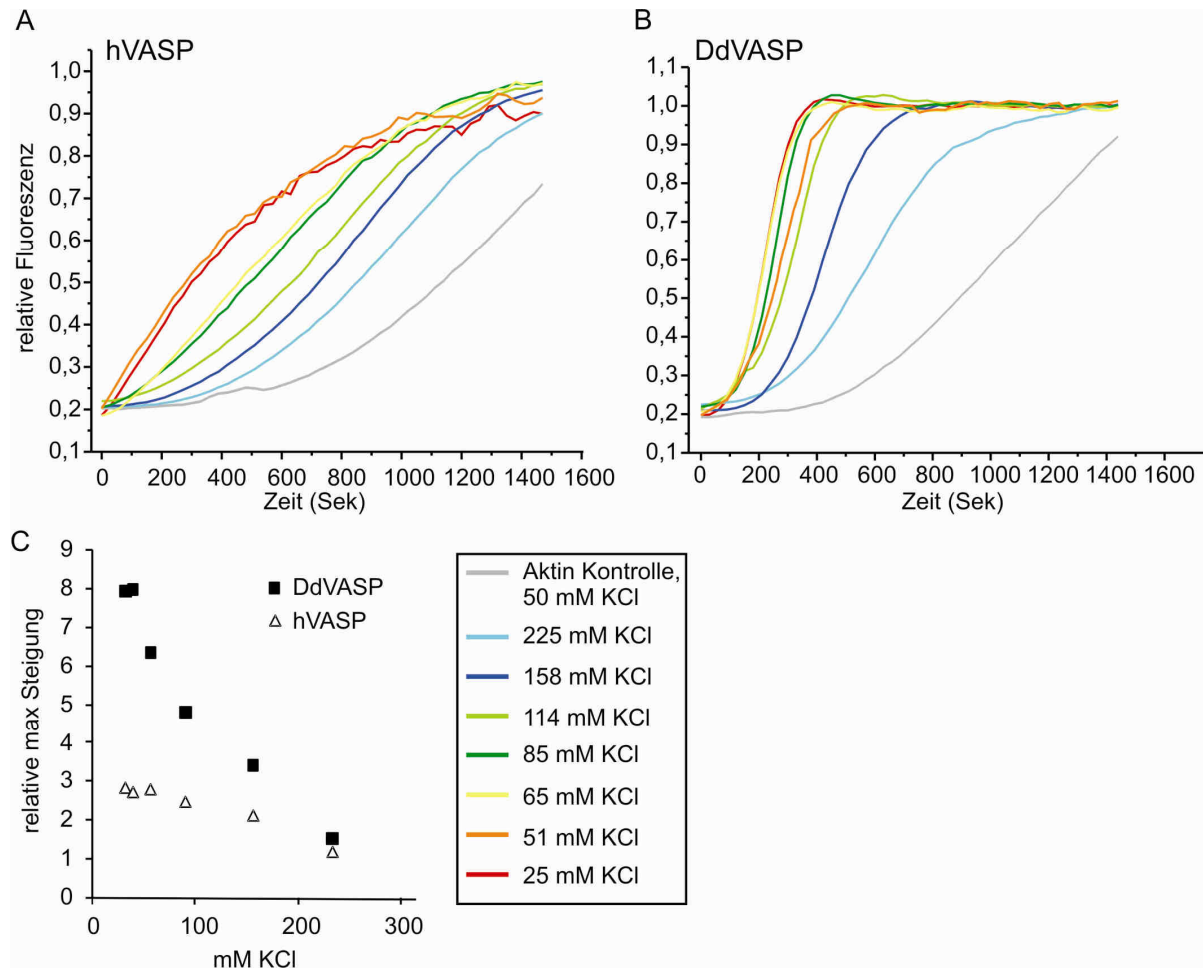 A
hVASP
1,0
0,9
0,8
0,7
0,6
0,5
0,4
0,3
0,2
0,1
relative Fluoreszenz
0 200 400 600 800 1000 1200 1400 1600
Zeit (Sek)
B
DdVASP
1,1
1,0
0,9
0,8
0,7
0,6
0,5
0,4
0,3
0,2
0,1
0 200 400 600 800 1000 1200 1400 1600
Zeit (Sek)
C
9
8
7
6
5
4
3
2
1
0
relative max Steigung
DdVASP
hVASP
0 100 200 300
mM KCl
Aktin Kontrolle,
50 mM KCl
225 mM KCl
158 mM KCl
114 mM KCl
85 mM KCl
65 mM KCl
51 mM KCl
25 mM KCl